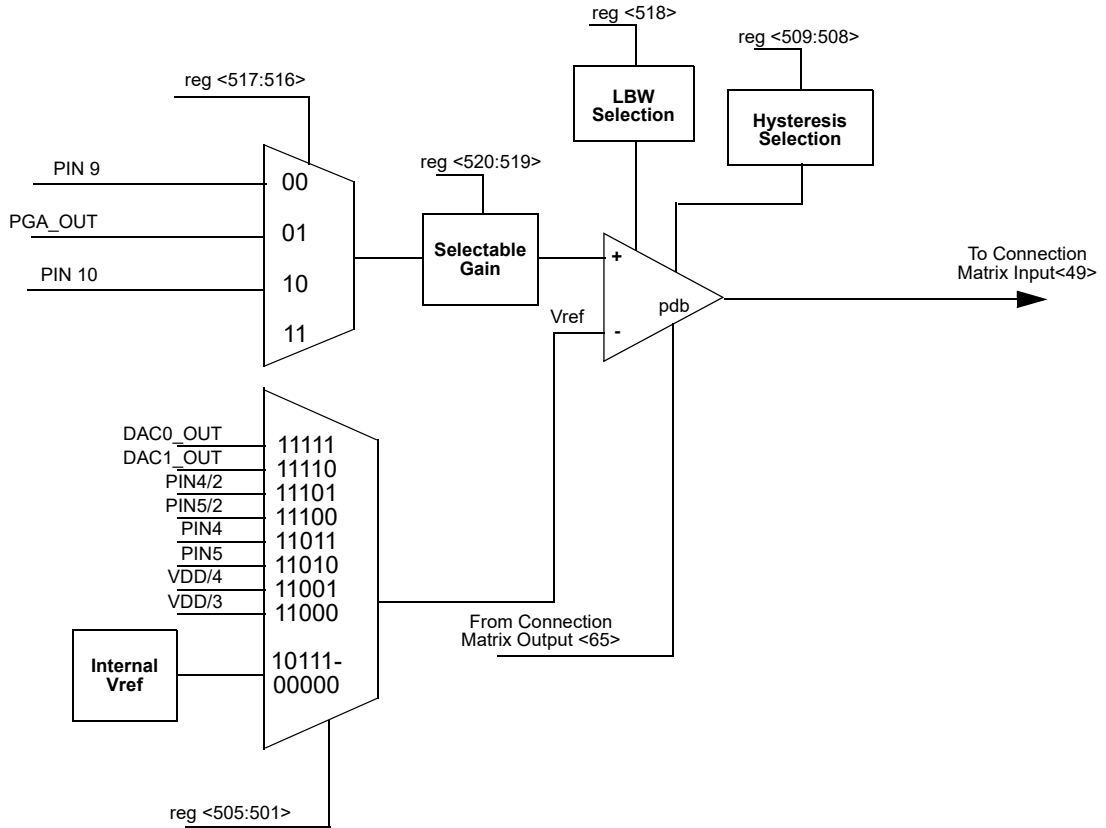 reg <518>
reg <509:508>
reg <517:516>
LBW
Selection
Hysteresis
Selection
PIN 9
00
reg <520:519>
PGA_OUT
01
Selectable
Gain
+
To Connection
Matrix Input<49>
PIN 10
10
11
Vref
-
pdb
DAC0_OUT
11111
DAC1_OUT
11110
PIN4/2
11101
PIN5/2
11100
PIN4
11011
PIN5
11010
VDD/4
11001
VDD/3
11000
From Connection
Matrix Output <65>
Internal
Vref
10111-
00000
reg <505:501>